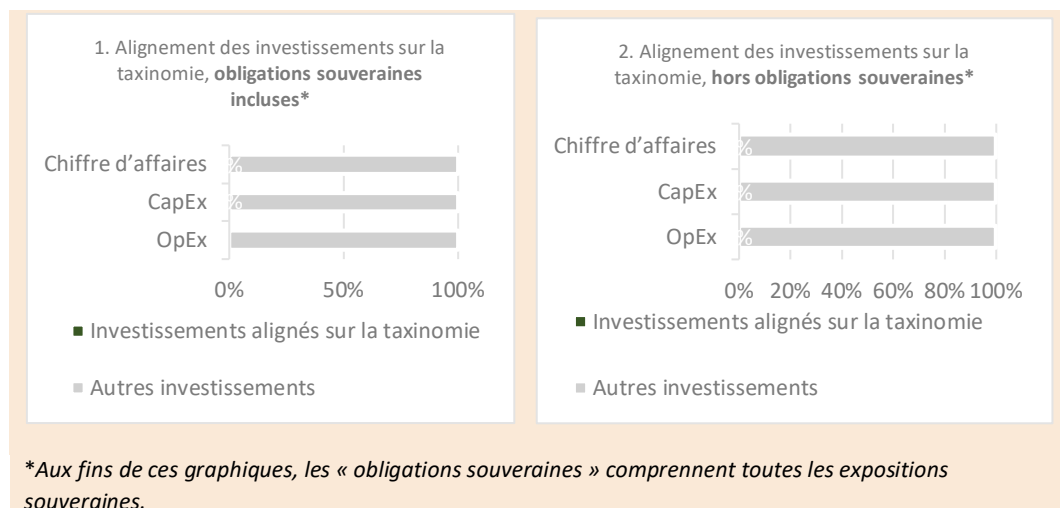 1. Alignement des investissements sur la
taxinomie, obligations souveraines
incluses*
Chiffre d’affaires
%
CapEx
%
OpEx
0% 50% 100%
■ Investissements alignés sur la taxinomie
■ Autres investissements
2. Alignement des investissements sur la
taxinomie, hors obligations souveraines*
Chiffre d’affaires
%
CapEx
%
OpEx
%
0% 20% 40% 60% 80% 100%
■ Investissements alignés sur la taxinomie
■ Autres investissements
*Aux fins de ces graphiques, les « obligations souveraines » comprennent toutes les expositions
souveraines.